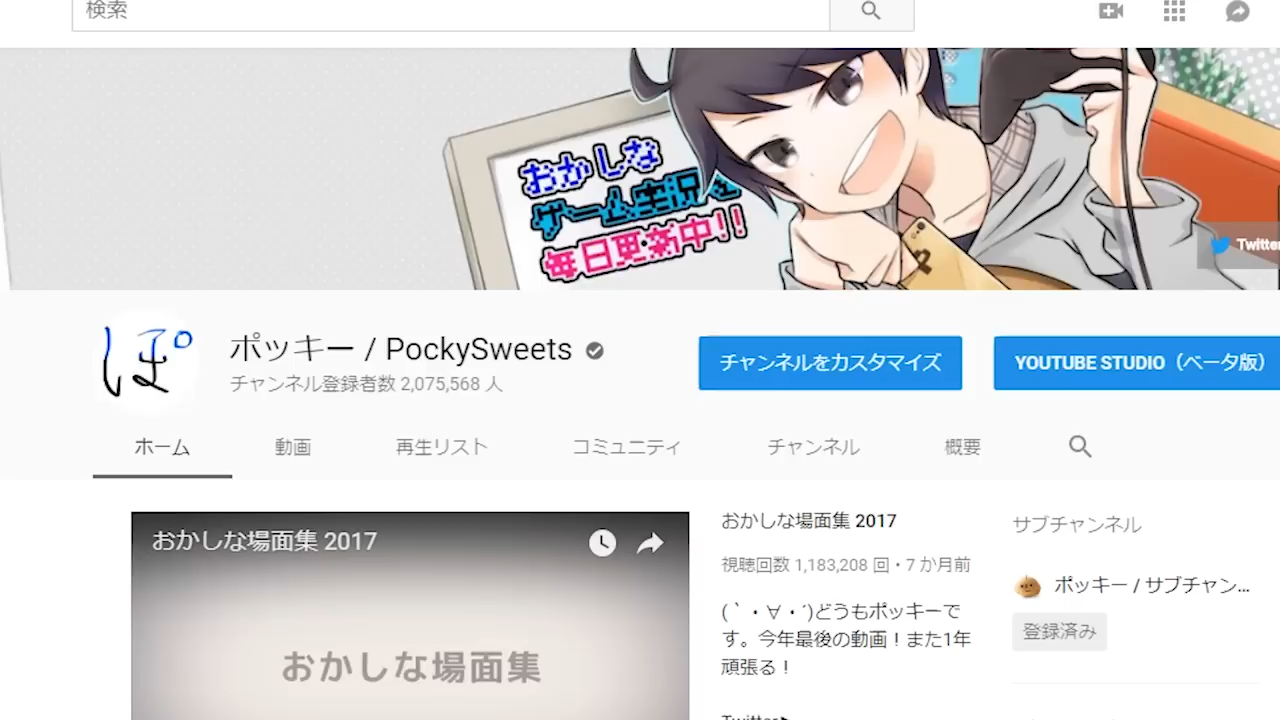 検索
おかしな
ゲーム実況を
毎日更新中!!
Twitter
ぽ
ポッキー / PockySweets
チャンネル登録者数 2,075,568 人
チャンネルをカスタマイズ
YOUTUBE STUDIO（ベータ版）
ホーム
動画
再生リスト
コミュニティ
チャンネル
概要
おかしな場面集 2017
おかしな場面集
おかしな場面集 2017
視聴回数 1,183,208 回・7 か月前
(｀・∀・´)どうもポッキーで
す。今年最後の動画！また1年
頑張る！
Twitter▶
サブチャンネル
ポッキー / サブチャン...
登録済み